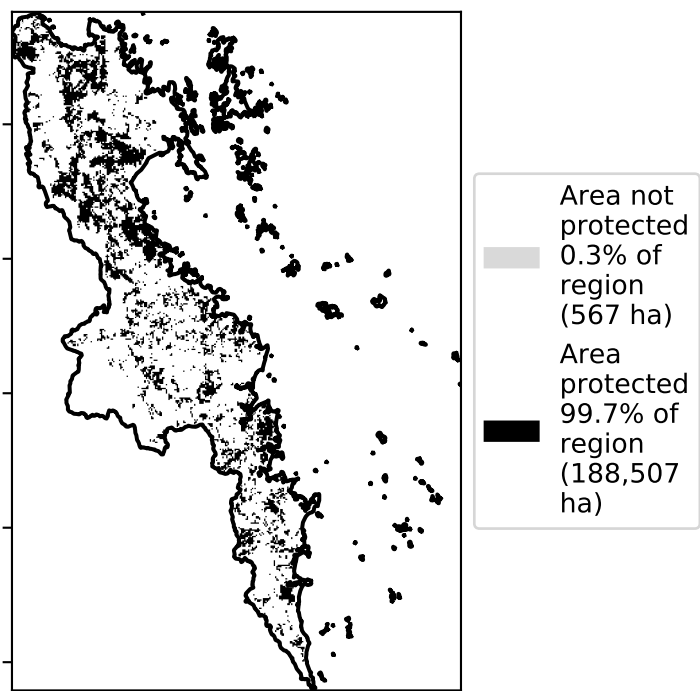 Area not
protected
0.3% of
region
(567 ha)
Area
protected
99.7% of
region
(188,507
ha)